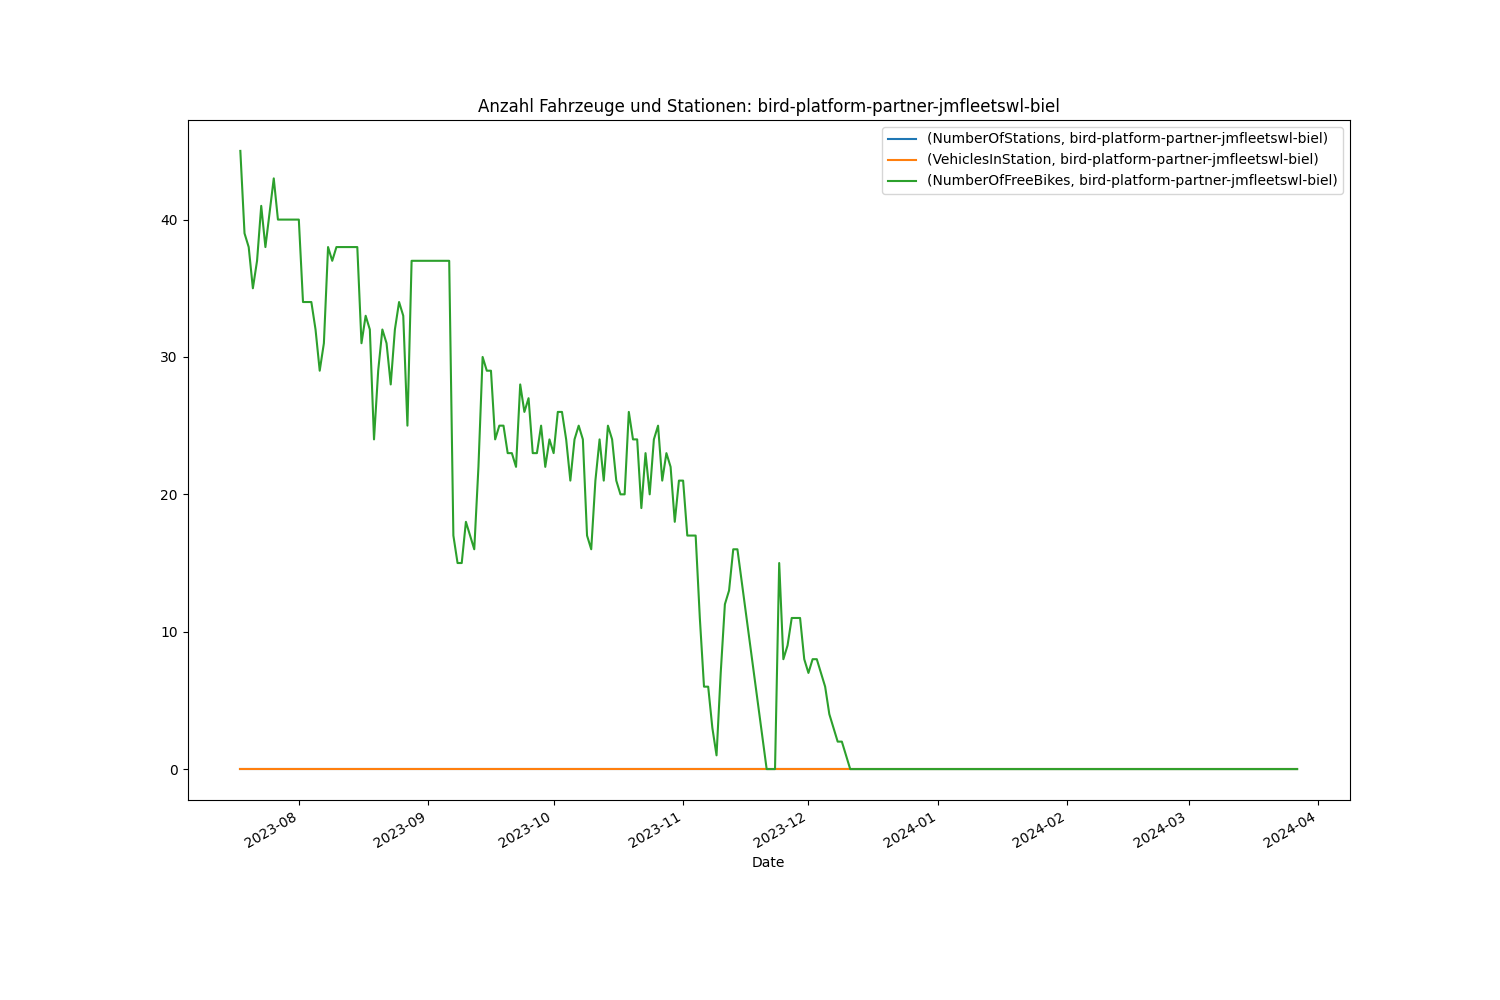 Anzahl Fahrzeuge und Stationen: bird-platform-partner-jmfleetswl-biel
(NumberOfStations, bird-platform-partner-jmfleetswl-biel)
(VehiclesInStation, bird-platform-partner-jmfleetswl-biel)
(NumberOfFreeBikes, bird-platform-partner-jmfleetswl-biel)
40
30
20
10
0
2023-08
2023-09
2023-10
2023-11
2023-12
2024-01
2024-02
2024-03
2024-04
Date